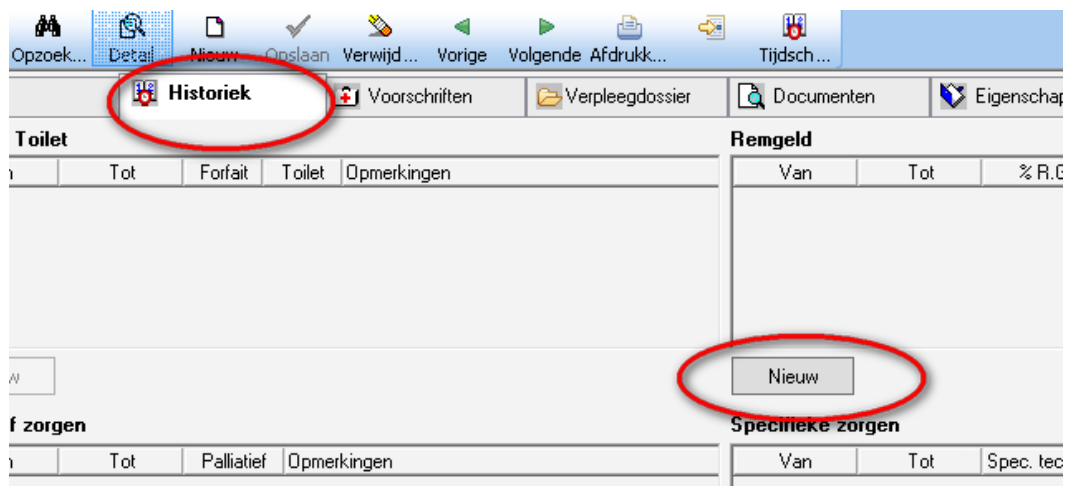 Opzoek... Detail Nieuw Opslaan Verwijd... Vorige Volgende Afdrukk... Tijdsch...
Historiek Voorschriften Verpleegdossier Documenten Eigenschap
Toilet Remgeld
Tot Forfait Toilet Opmerkingen Van Tot % R.G
w Nieuw
f zorgen Specifieke zorgen
Tot Palliatief Opmerkingen Van Tot Spec. tec